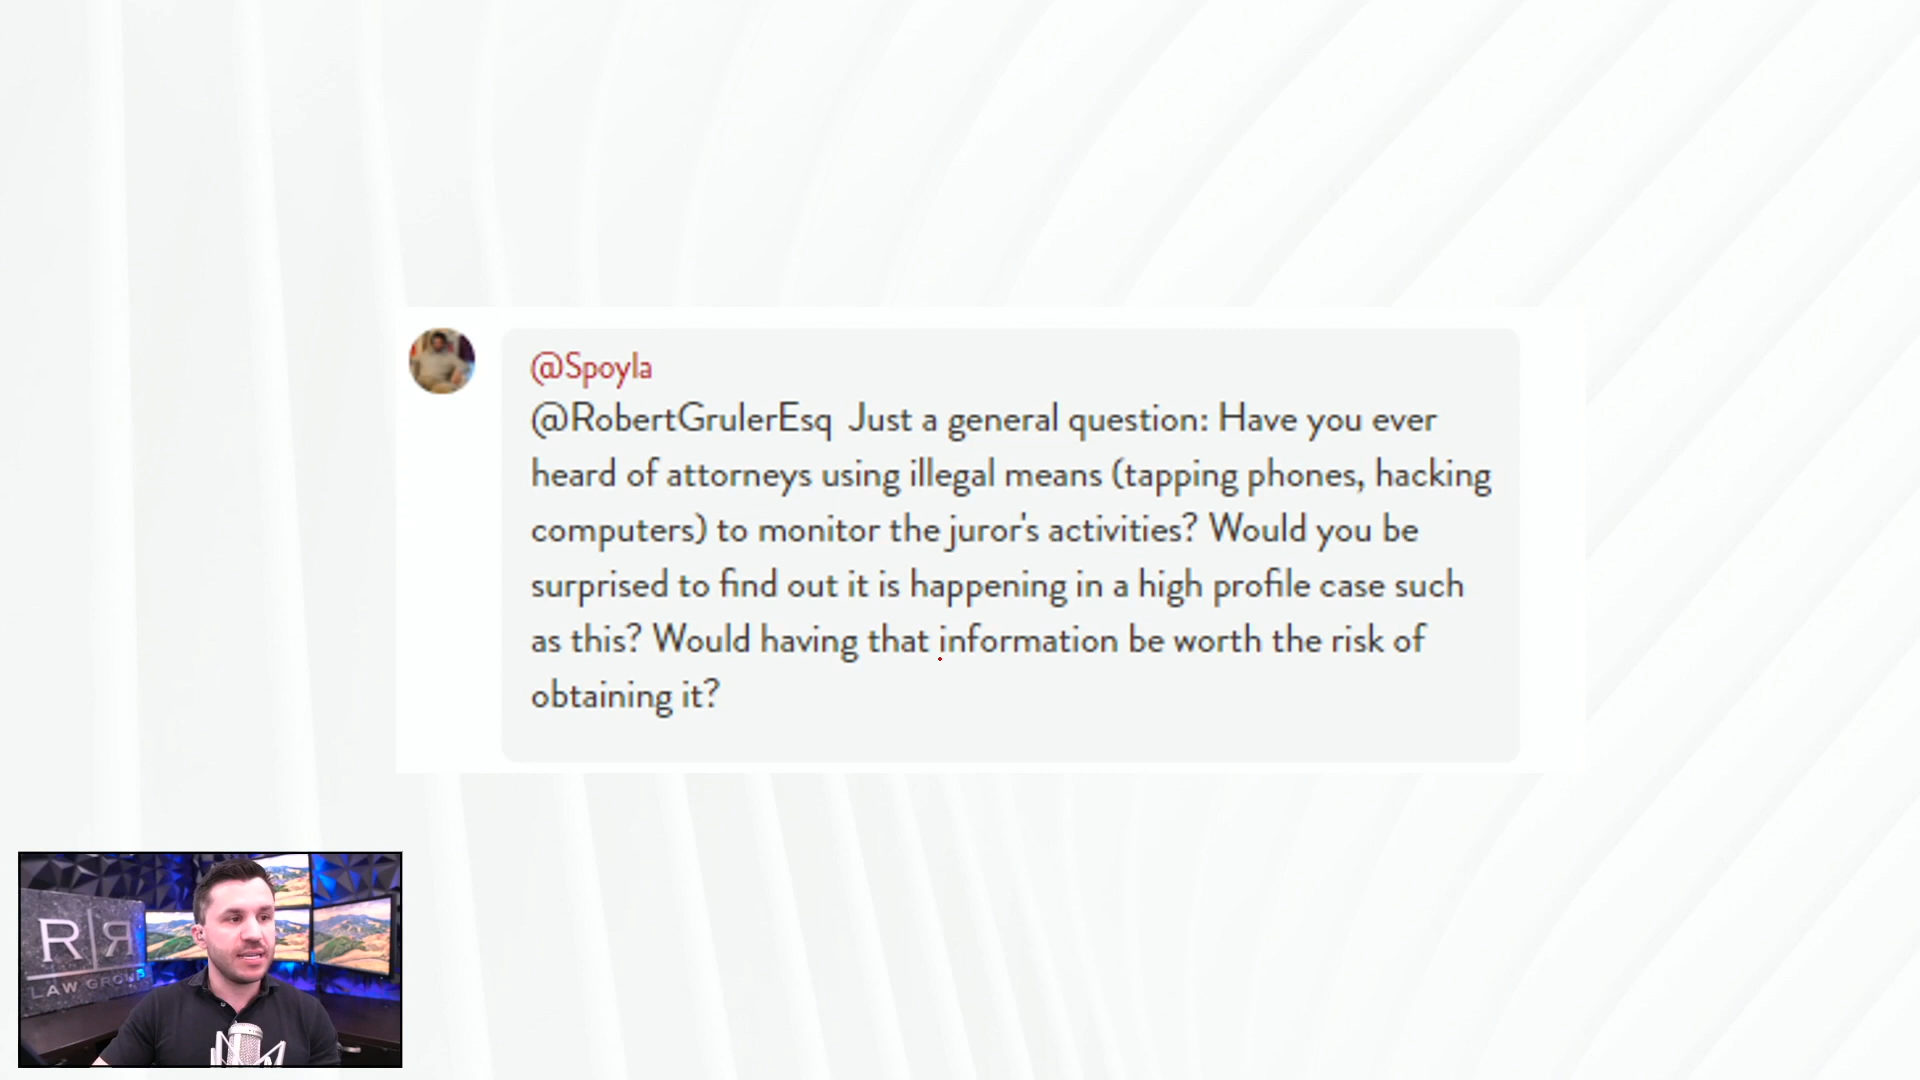 @Spoyla
@RobertGrulerEsq Just a general question: Have you ever
heard of attorneys using illegal means (tapping phones, hacking
computers) to monitor the juror's activities? Would you be
surprised to find out it is happening in a high profile case such
as this? Would having that information be worth the risk of
obtaining it?
R|R
LAW GROUP